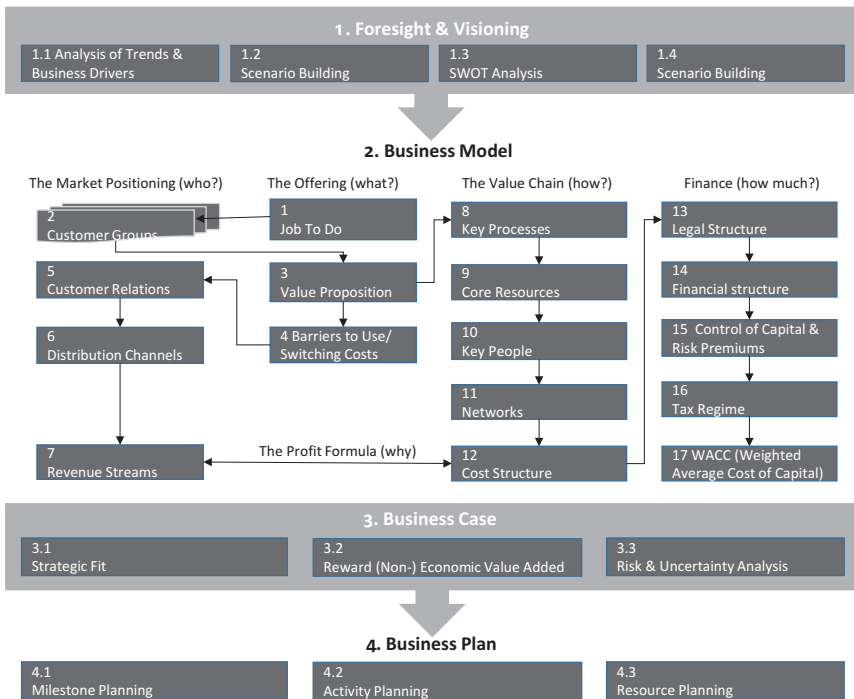 1. Foresight & Visioning
1.1 Analysis of Trends &
Business Drivers
1.2
Scenario Building
1.3
SWOT Analysis
1.4
Scenario Building
2. Business Model
The Market Positioning (who?)
The Offering (what?)
The Value Chain (how?)
Finance (how much?)
2
Customer Groups
1
Job To Do
8
Key Processes
13
Legal Structure
5
Customer Relations
3
Value Proposition
9
Core Resources
14
Financial structure
6
Distribution Channels
4 Barriers to Use/
Switching Costs
10
Key People
15 Control of Capital &
Risk Premiums
11
Networks
16
Tax Regime
7
Revenue Streams
The Profit Formula (why)
12
Cost Structure
17 WACC (Weighted
Average Cost of Capital)
3. Business Case
3.1
Strategic Fit
3.2
Reward (Non-) Economic Value Added
3.3
Risk & Uncertainty Analysis
4. Business Plan
4.1
Milestone Planning
4.2
Activity Planning
4.3
Resource Planning